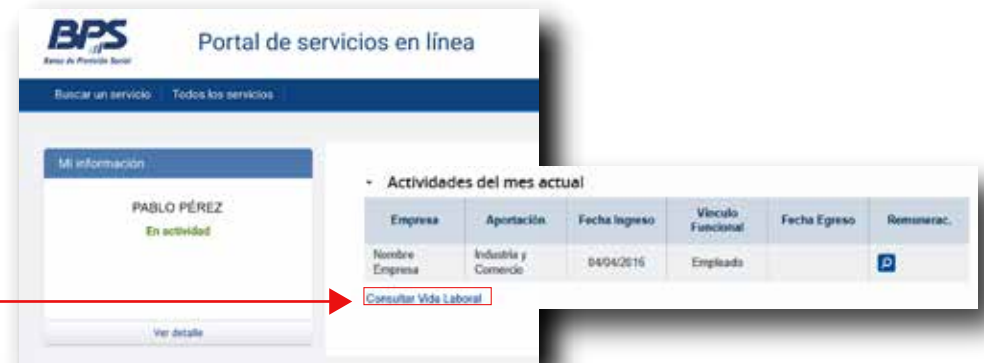 BPS
Banco de Previsión Social
Portal de servicios en línea
Buscar un servicio Todos los servicios
Mi información
PABLO PÉREZ
En actividad
Ver detalle
Actividades del mes actual
Empresa Aportación Fecha Ingreso Vínculo Funcional Fecha Egreso Remunerac.
Nombre Empresa Industria y Comercio 04/04/2016 Empleado
Consultar Vida Laboral